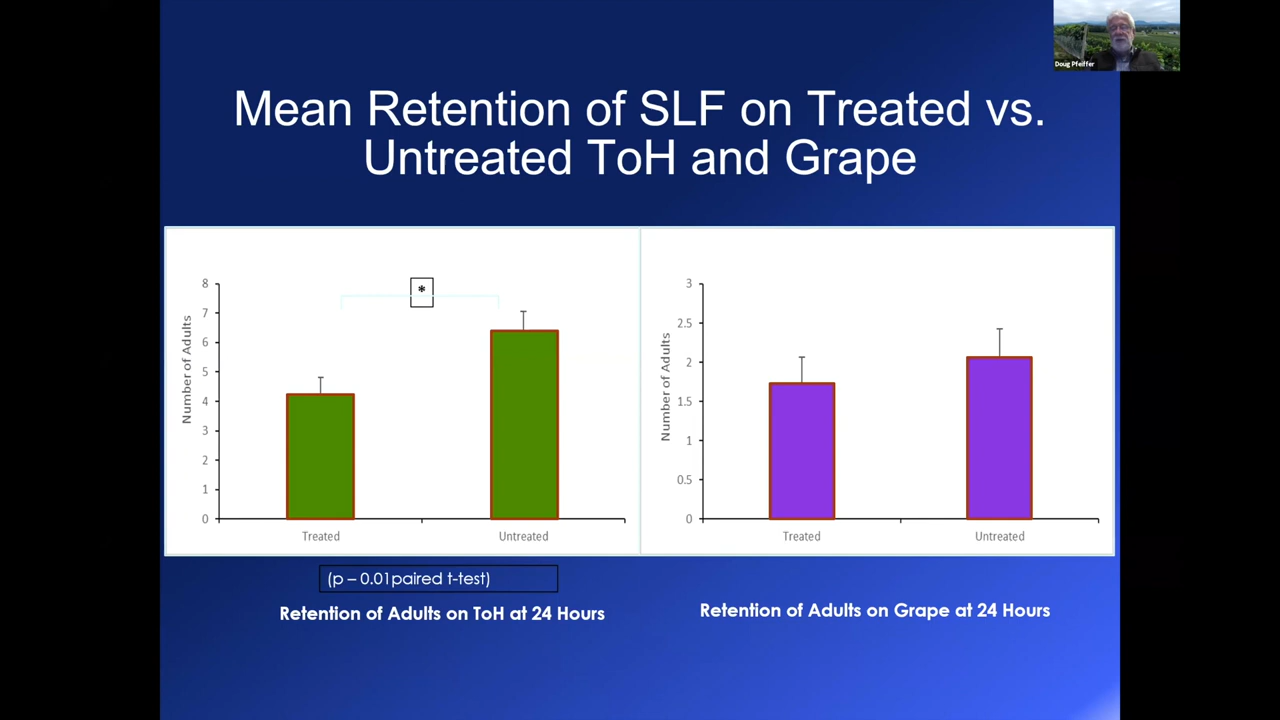 Doug Pfeiffer
Mean Retention of SLF on Treated vs.
Untreated ToH and Grape
*
Number of Adults
8
7
6
5
4
3
2
1
0
Treated
Untreated
Number of Adults
3
2.5
2
1.5
1
0.5
0
Treated
Untreated
(p – 0.01paired t-test)
Retention of Adults on ToH at 24 Hours
Retention of Adults on Grape at 24 Hours